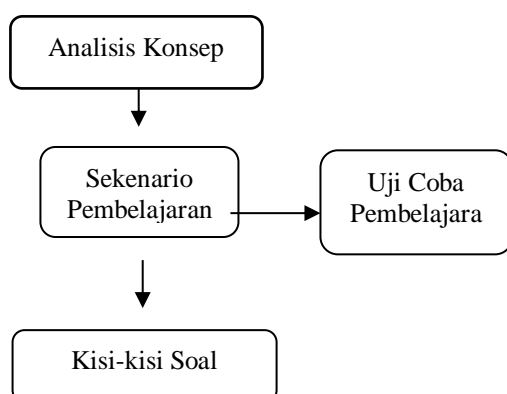 Analisis Konsep
Sekenario
Pembelajaran
Uji Coba
Pembelajara
Kisi-kisi Soal